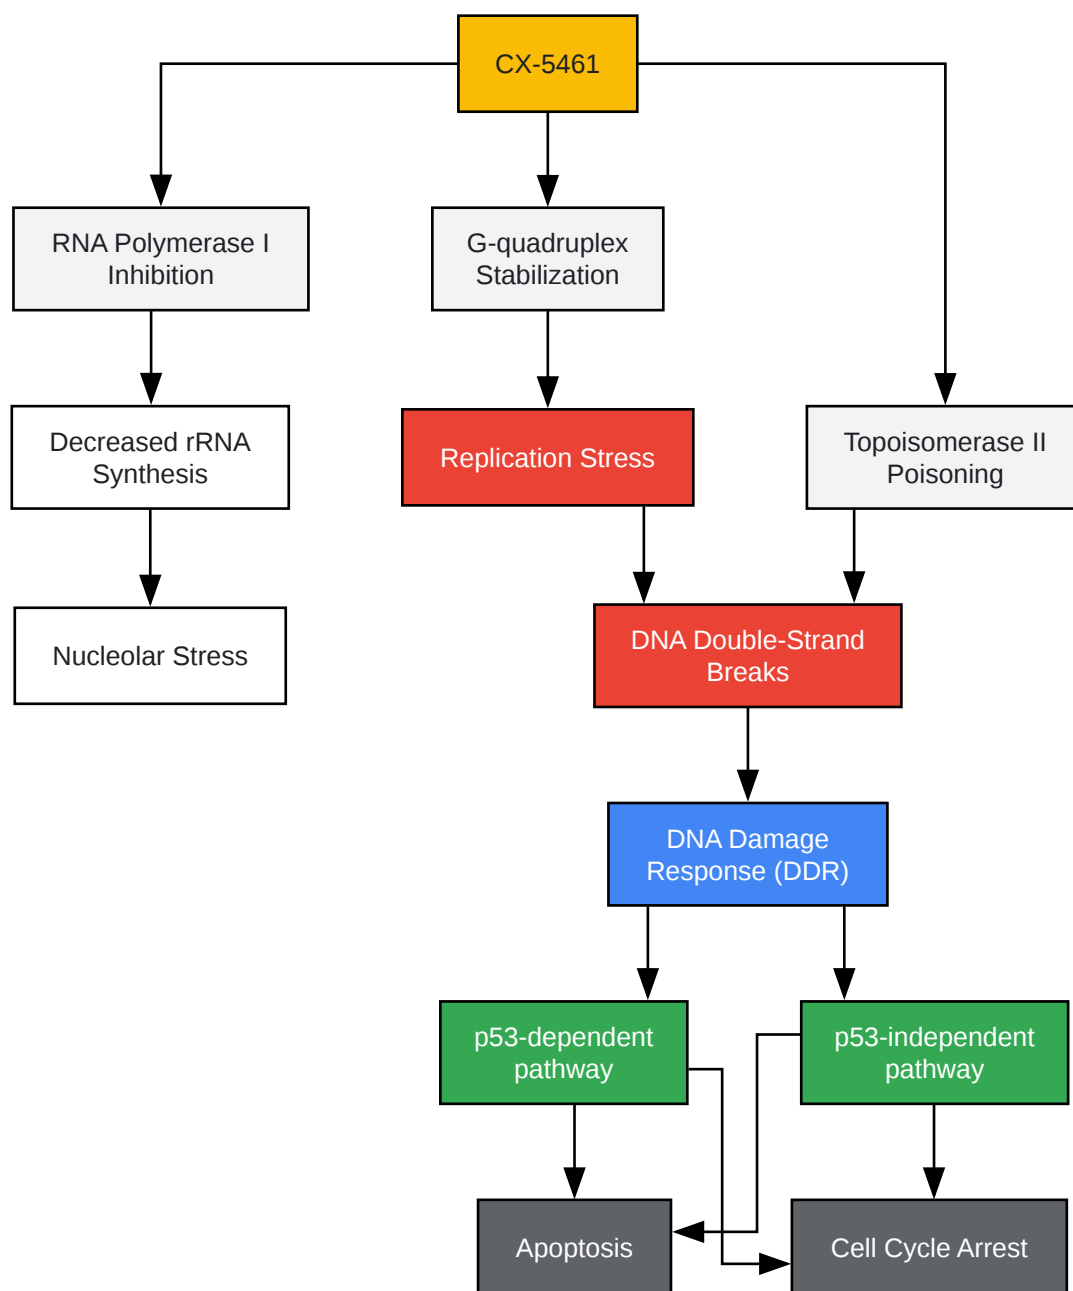 CX-5461
RNA Polymerase I
Inhibition
G-quadruplex
Stabilization
Decreased rRNA
Synthesis
Replication Stress
Topoisomerase II
Poisoning
Nucleolar Stress
DNA Double-Strand
Breaks
DNA Damage
Response (DDR)
p53-dependent
pathway
p53-independent
pathway
Apoptosis
Cell Cycle Arrest